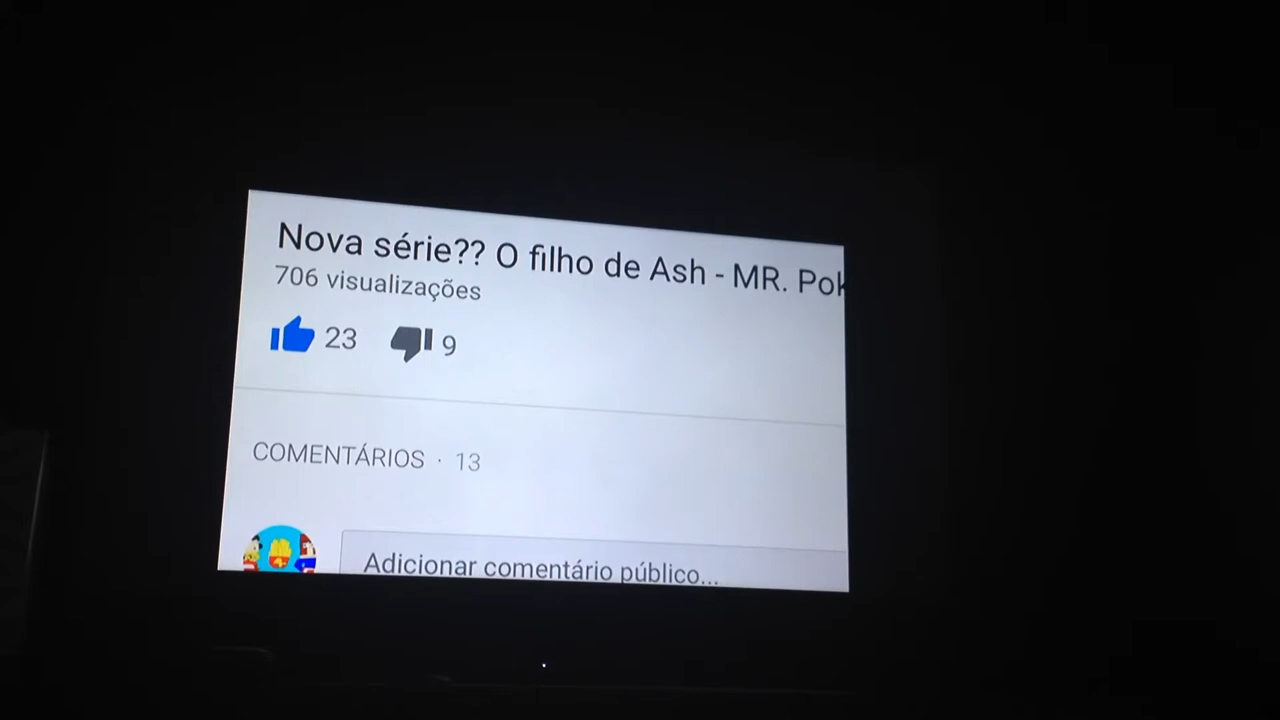 Nova série?? O filho de Ash - MR. Pok
706 visualizações
23 9
COMENTÁRIOS · 13
Adicionar comentário público...